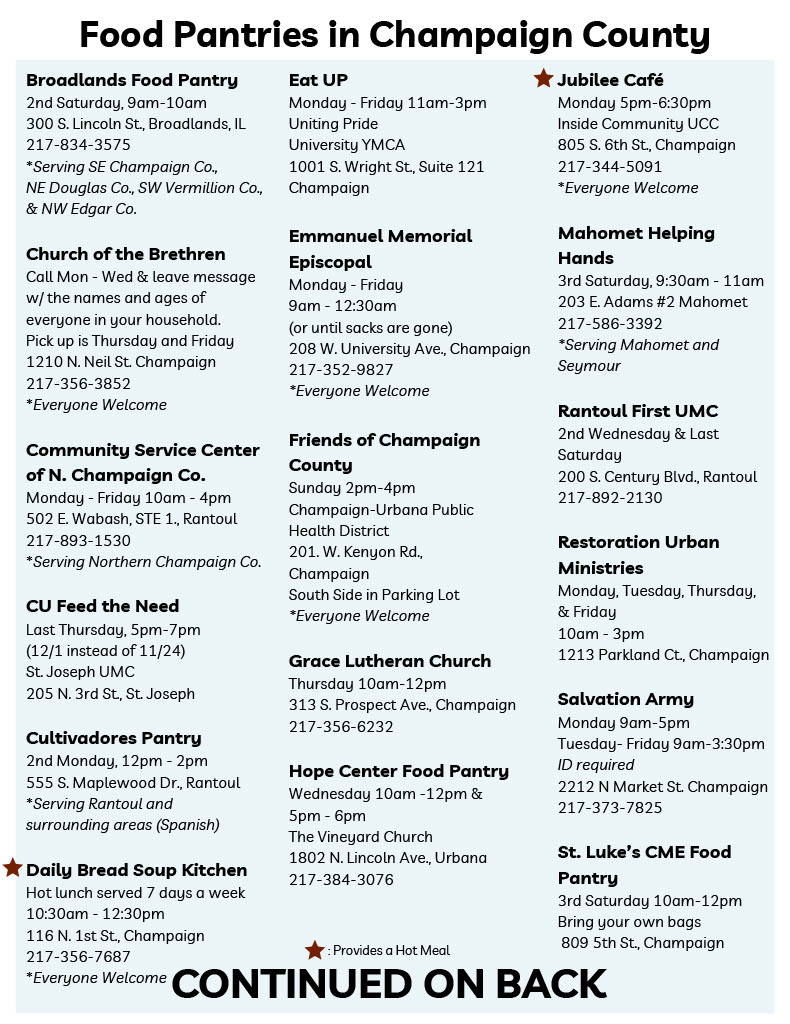 Food Pantries in Champaign County
Broadlands Food Pantry
2nd Saturday, 9am-10am
300 S. Lincoln St., Broadlands, IL
217-834-3575
*Serving SE Champaign Co.,
NE Douglas Co., SW Vermillion Co.,
& NW Edgar Co.
Church of the Brethren
Call Mon - Wed & leave message
w/ the names and ages of
everyone in your household.
Pick up is Thursday and Friday
1210 N. Neil St. Champaign
217-356-3852
*Everyone Welcome
Community Service Center
of N. Champaign Co.
Monday - Friday 10am - 4pm
502 E. Wabash, STE 1., Rantoul
217-893-1530
*Serving Northern Champaign Co.
CU Feed the Need
Last Thursday, 5pm-7pm
(12/1 instead of 11/24)
St. Joseph UMC
205 N. 3rd St., St. Joseph
Cultivadores Pantry
2nd Monday, 12pm - 2pm
555 S. Maplewood Dr., Rantoul
*Serving Rantoul and
surrounding areas (Spanish)
Daily Bread Soup Kitchen
Hot lunch served 7 days a week
10:30am - 12:30pm
116 N. 1st St., Champaign
217-356-7687
*Everyone Welcome
Eat UP
Monday - Friday 11am-3pm
Uniting Pride
University YMCA
1001 S. Wright St., Suite 121
Champaign
Emmanuel Memorial
Episcopal
Monday - Friday
9am - 12:30am
(or until sacks are gone)
208 W. University Ave., Champaign
217-352-9827
*Everyone Welcome
Friends of Champaign
County
Sunday 2pm-4pm
Champaign-Urbana Public
Health District
201. W. Kenyon Rd.,
Champaign
South Side in Parking Lot
*Everyone Welcome
Grace Lutheran Church
Thursday 10am-12pm
313 S. Prospect Ave., Champaign
217-356-6232
Hope Center Food Pantry
Wednesday 10am -12pm &
5pm - 6pm
The Vineyard Church
1802 N. Lincoln Ave., Urbana
217-384-3076
Jubilee Café
Monday 5pm-6:30pm
Inside Community UCC
805 S. 6th St., Champaign
217-344-5091
*Everyone Welcome
Mahomet Helping
Hands
3rd Saturday, 9:30am - 11am
203 E. Adams #2 Mahomet
217-586-3392
*Serving Mahomet and
Seymour
Rantoul First UMC
2nd Wednesday & Last
Saturday
200 S. Century Blvd., Rantoul
217-892-2130
Restoration Urban
Ministries
Monday, Tuesday, Thursday,
& Friday
10am - 3pm
1213 Parkland Ct., Champaign
Salvation Army
Monday 9am-5pm
Tuesday- Friday 9am-3:30pm
ID required
2212 N Market St. Champaign
217-373-7825
St. Luke's CME Food
Pantry
3rd Saturday 10am-12pm
Bring your own bags
809 5th St., Champaign
: Provides a Hot Meal
CONTINUED ON BACK